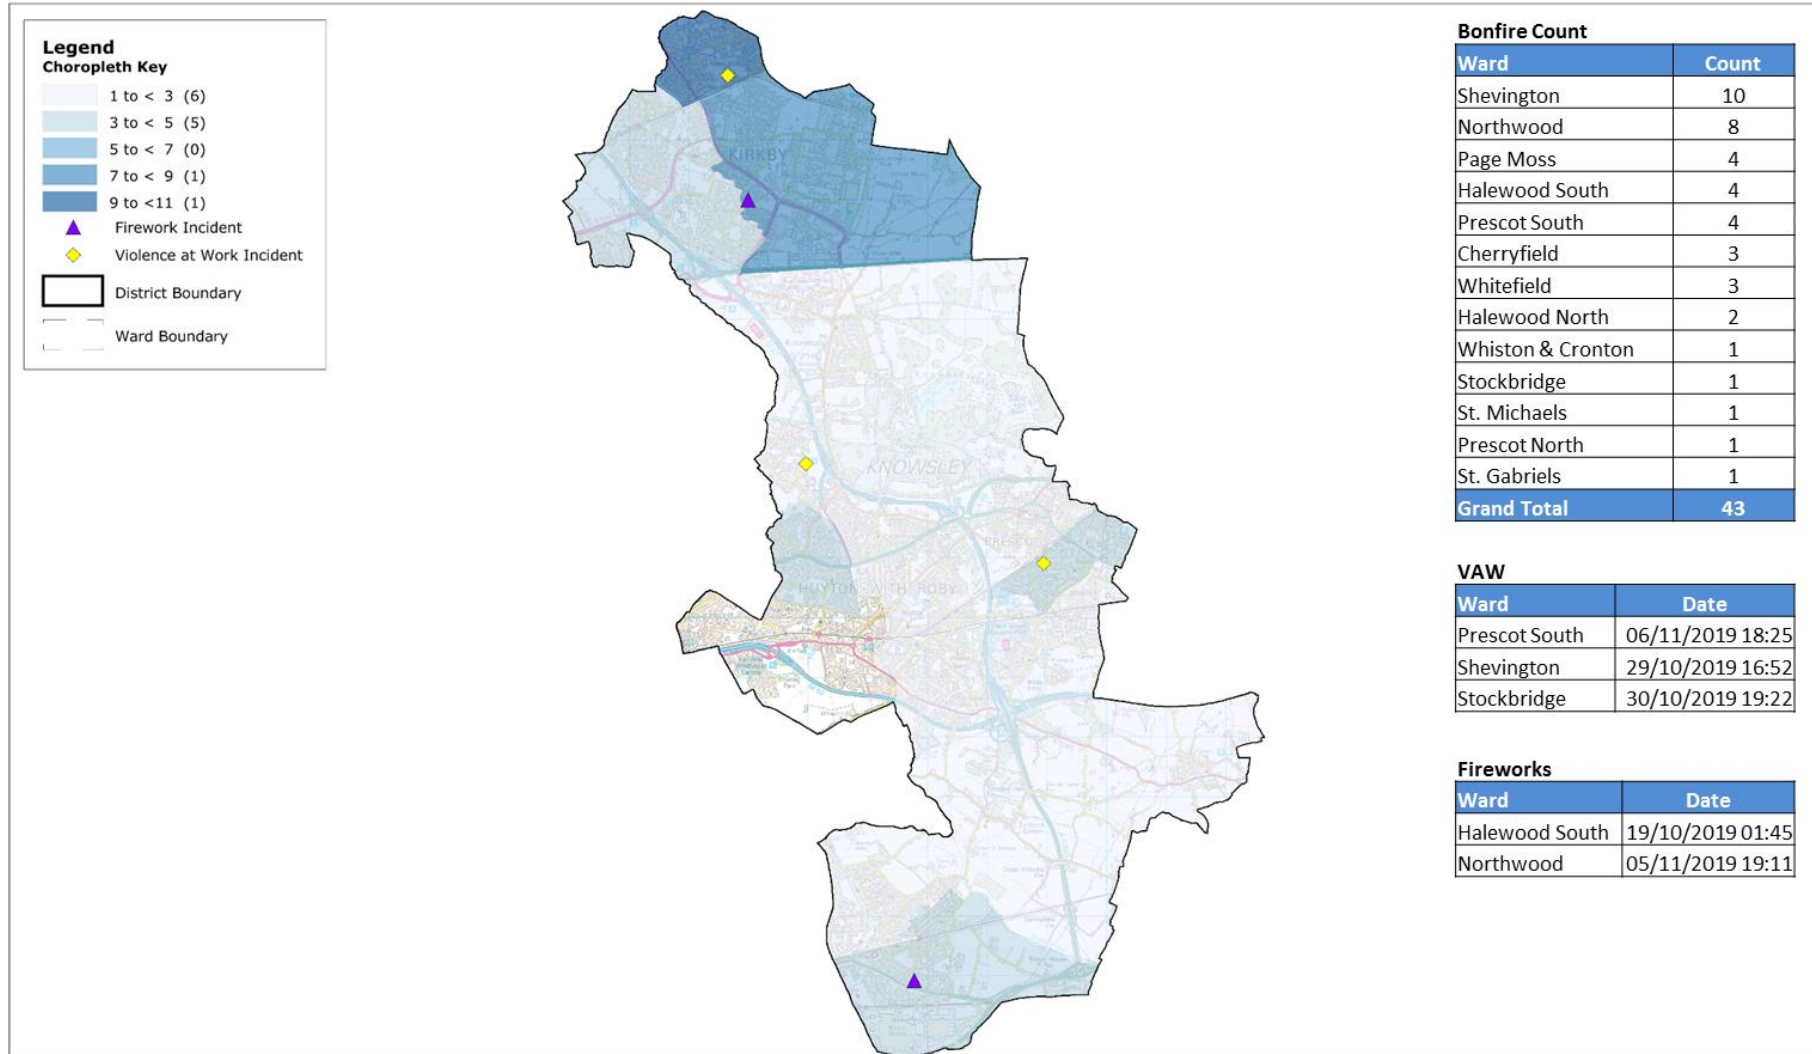 Legend
Choropleth Key
1 to < 3 (6)
3 to < 5 (5)
5 to < 7 (0)
7 to < 9 (1)
9 to <11 (1)
Firework Incident
Violence at Work Incident
District Boundary
Ward Boundary
KIRKBY
KNOWSLEY
HUYTON-WITH-ROBY
Bonfire Count
Ward Count
Shevington 10
Northwood 8
Page Moss 4
Halewood South 4
Prescot South 4
Cherryfield 3
Whitefield 3
Halewood North 2
Whiston & Cronton 1
Stockbridge 1
St. Michaels 1
Prescot North 1
St. Gabriels 1
Grand Total 43
VAW
Ward Date
Prescot South 06/11/2019 18:25
Shevington 29/10/2019 16:52
Stockbridge 30/10/2019 19:22
Fireworks
Ward Date
Halewood South 19/10/2019 01:45
Northwood 05/11/2019 19:11